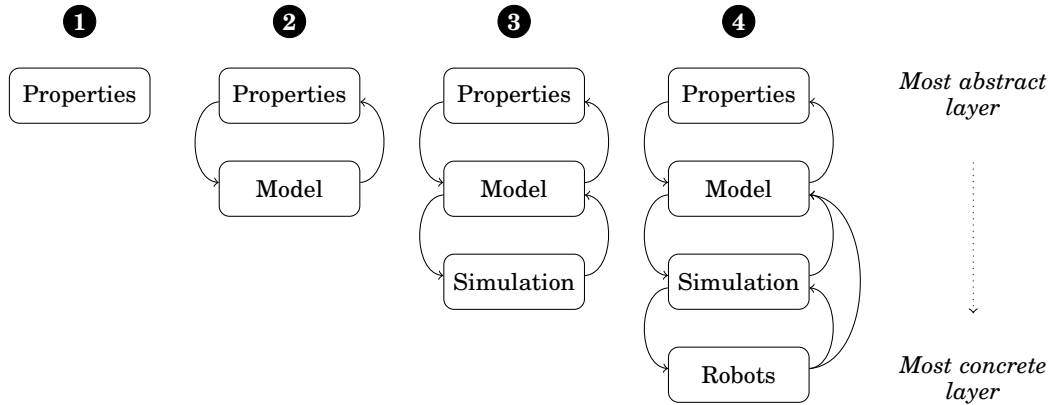 1 2 3 4
Properties Properties Properties Properties
Most abstract
layer
Model Model Model
Simulation Simulation
Robots
Most concrete
layer